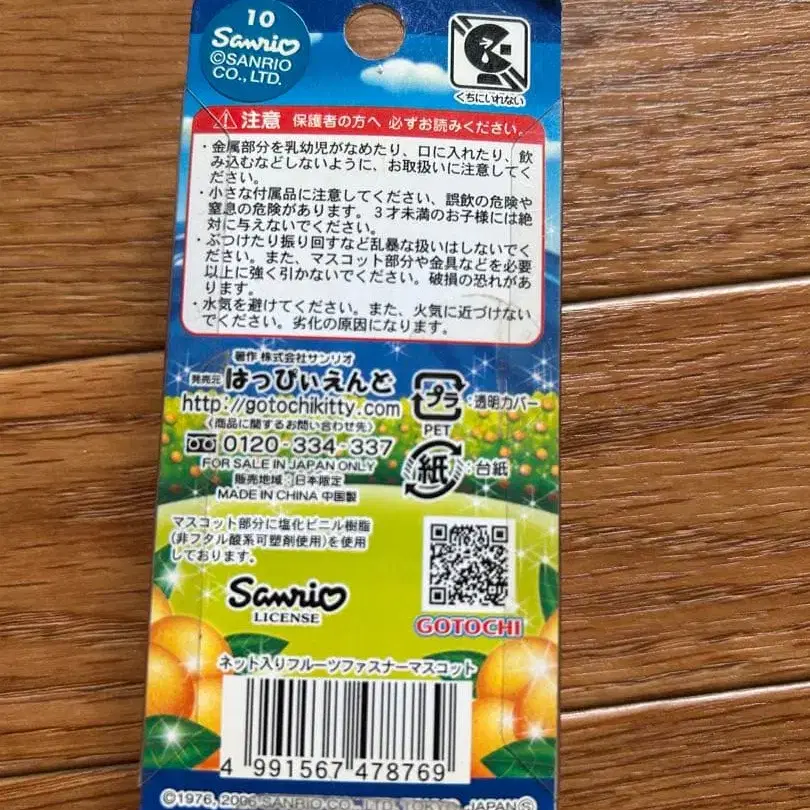 10
Sanrio
©SANRIO
CO., LTD.
くちにいれない
注意 保護者の方へ 必ずお読みください。
・金属部分を乳幼児がなめたり、口に入れたり、飲
み込むなどしないように、お取扱いに注意してくだ
さい。
・小さな付属品に注意してください、誤飲の危険や
窒息の危険があります。3才未満のお子様には絶
対に与えないでください。
・ぶつけたり振り回すなど乱暴な扱いはしないでく
ださい。また、マスコット部分や金具などを必要
以上に強く引かないでください。破損の恐れがあ
ります。
・水気を避けてください。また、火気に近づけない
でください。劣化の原因になります。
著作 株式会社サンリオ
発売元 はっぴぃえんど
http://gotochikitty.com
〈商品に関するお問い合わせ先〉
0120-334-337
FOR SALE IN JAPAN ONLY
販売地域:日本限定
MADE IN CHINA 中国製
プラ :透明カバー
PET
紙 :台紙
マスコット部分に塩化ビニル樹脂
(非フタル酸系可塑剤使用)を使用
しております。
Sanrio
LICENSE
GOTOCHI
ネット入りフルーツファスナーマスコット
4 991567 478769
©1976, 2006 SANRIO CO., LTD. TOKYO, JAPAN Ⓢ